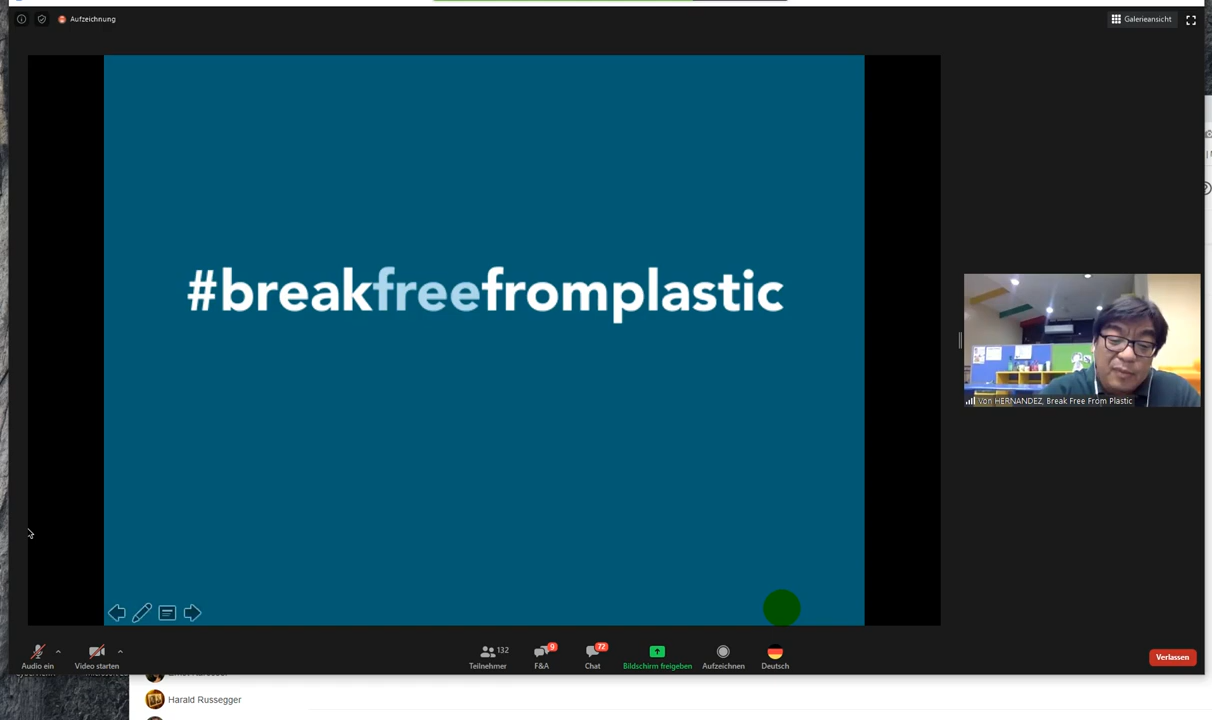 Aufzeichnung
Galerieansicht
#breakfreefromplastic
Von HERNANDEZ, Break Free From Plastic
Audio ein
Video starten
132
Teilnehmer
9
F&A
72
Chat
Bildschirm freigeben
Aufzeichnen
Deutsch
Verlassen
Harald Russegger